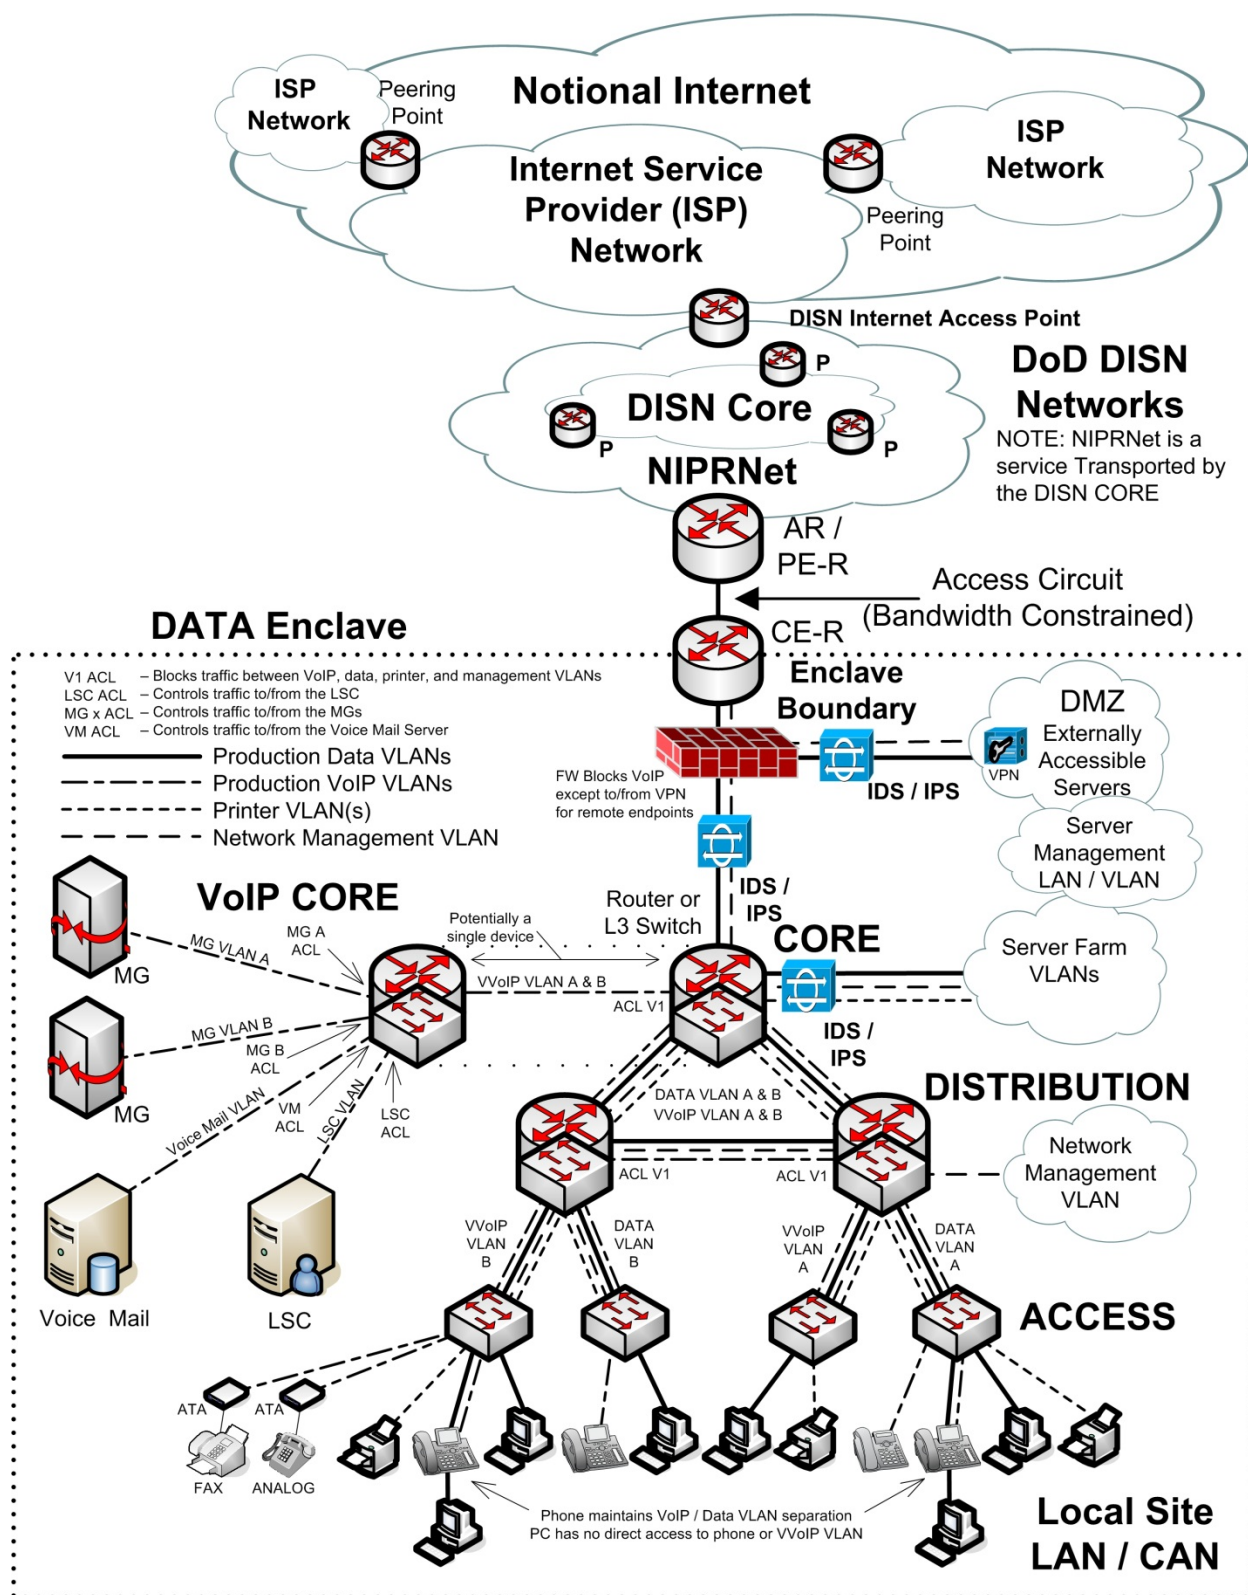 ISP
Network
Peering
Point
Notional Internet
ISP
Network
Internet Service
Provider (ISP)
Network
Peering
Point
DISN Internet Access Point
P
DISN Core
P
P
NIPRNet
DoD DISN
Networks
NOTE: NIPRNet is a
service Transported by
the DISN CORE
AR /
PE-R
Access Circuit
(Bandwidth Constrained)
CE-R
DATA Enclave
V1 ACL – Blocks traffic between VoIP, data, printer, and management VLANs
LSC ACL – Controls traffic to/from the LSC
MG x ACL – Controls traffic to/from the MGs
VM ACL – Controls traffic to/from the Voice Mail Server
Production Data VLANs
Production VoIP VLANs
Printer VLAN(s)
Network Management VLAN
Enclave
Boundary
FW Blocks VoIP
except to/from VPN
for remote endpoints
IDS / IPS
DMZ
Externally
Accessible
Servers
VPN
Server
Management
LAN / VLAN
IDS /
IPS
Router or
L3 Switch
CORE
VoIP CORE
Potentially a
single device
MG A
ACL
MG VLAN A
MG
VVoIP VLAN A & B
ACL V1
IDS /
IPS
Server Farm
VLANs
MG VLAN B
MG B
ACL
MG
Voice Mail VLAN
VM
ACL
LSC VLAN
LSC
ACL
DATA VLAN A & B
VVoIP VLAN A & B
DISTRIBUTION
ACL V1
ACL V1
Network
Management
VLAN
Voice Mail
LSC
VVoIP
VLAN
B
DATA
VLAN
B
VVoIP
VLAN
A
DATA
VLAN
A
ACCESS
ATA
ATA
FAX
ANALOG
Phone maintains VoIP / Data VLAN separation
PC has no direct access to phone or VVoIP VLAN
Local Site
LAN / CAN